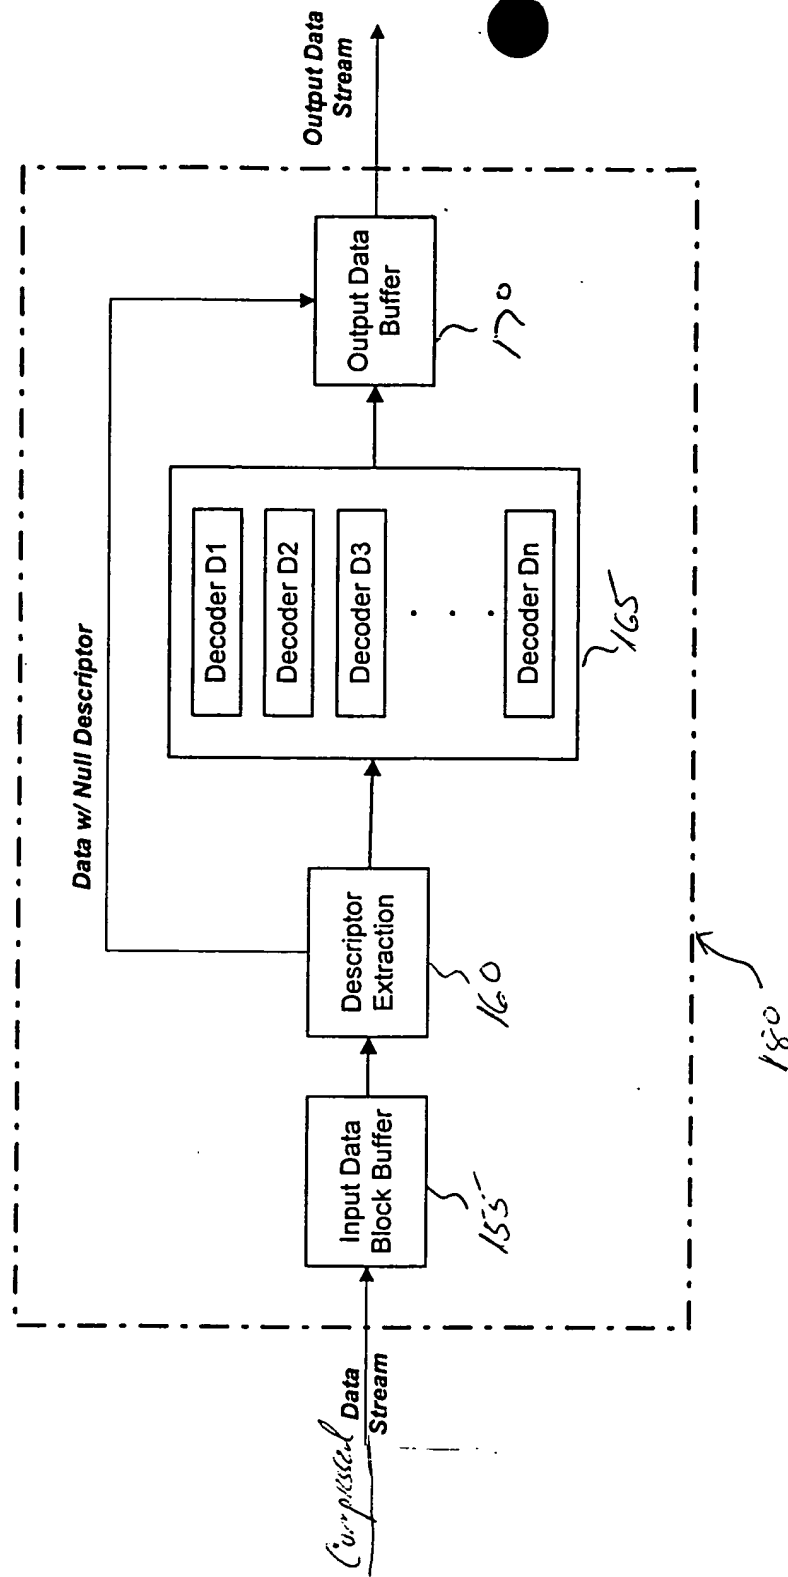 Compressed Data
Stream
Input Data
Block Buffer
155
Descriptor
Extraction
160
Data w/ Null Descriptor
Decoder D1
Decoder D2
Decoder D3
. . .
Decoder Dn
165
Output Data
Buffer
170
Output Data
Stream
180